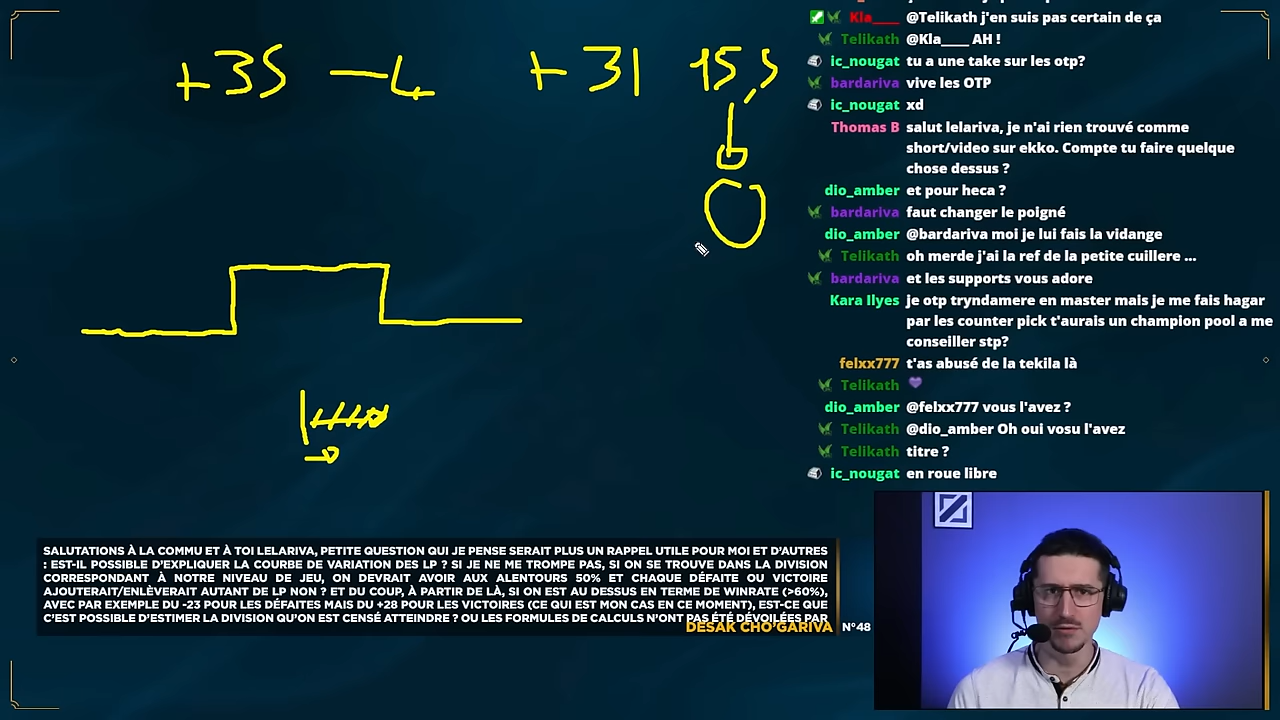 +35 -4 +31 15,5
Kla____ @Telikath j'en suis pas certain de ça
Telikath @Kla____ AH !
ic_nougat tu a une take sur les otp?
bardariva vive les OTP
ic_nougat xd
Thomas B salut lelariva, je n'ai rien trouvé comme
short/video sur ekko. Compte tu faire quelque
chose dessus ?
dio_amber et pour heca ?
bardariva faut changer le poigné
dio_amber @bardariva moi je lui fais la vidange
Telikath oh merde j'ai la ref de la petite cuillere ...
bardariva et les supports vous adore
Kara Ilyes je otp tryndamere en master mais je me fais hagar
par les counter pick t'aurais un champion pool a me
conseiller stp?
felxx777 t'as abusé de la tekila là
Telikath 💜
dio_amber @felxx777 vous l'avez ?
Telikath @dio_amber Oh oui vosu l'avez
Telikath titre ?
ic_nougat en roue libre
SALUTATIONS À LA COMMU ET À TOI LELARIVA, PETITE QUESTION QUI JE PENSE SERAIT PLUS UN RAPPEL UTILE POUR MOI ET D'AUTRES
: EST-IL POSSIBLE D'EXPLIQUER LA COURBE DE VARIATION DES LP ? SI JE NE ME TROMPE PAS, SI ON SE TROUVE DANS LA DIVISION
CORRESPONDANT À NOTRE NIVEAU DE JEU, ON DEVRAIT AVOIR AUX ALENTOURS 50% ET CHAQUE DÉFAITE OU VICTOIRE
AJOUTERAIT/ENLÈVERAIT AUTANT DE LP NON ? ET DU COUP, À PARTIR DE LÀ, SI ON EST AU DESSUS EN TERME DE WINRATE (>60%),
AVEC PAR EXEMPLE DU -23 POUR LES DÉFAITES MAIS DU +28 POUR LES VICTOIRES (CE QUI EST MON CAS EN CE MOMENT), EST-CE QUE
C'EST POSSIBLE D'ESTIMER LA DIVISION QU'ON EST CENSÉ ATTEINDRE ? OU LES FORMULES DE CALCULS N'ONT PAS ÉTÉ DÉVOILÉES PAR
DESAK CHO'GARIVA N°48